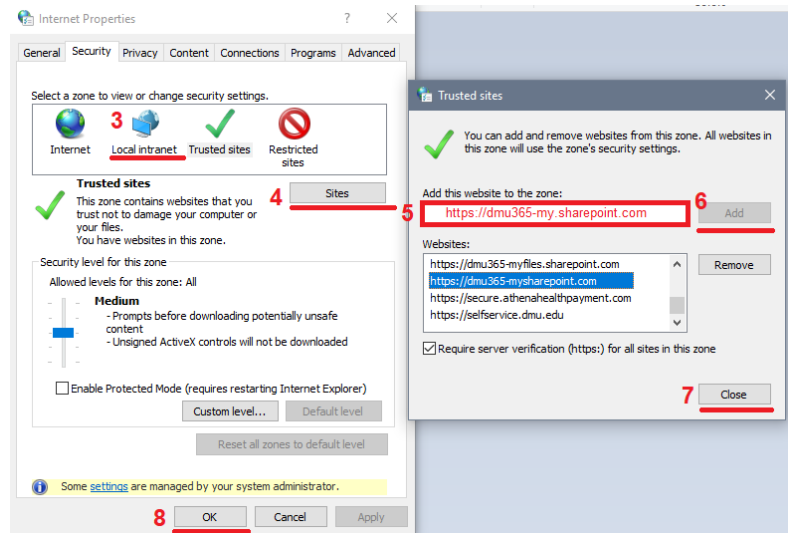 Internet Properties
?
General Security Privacy Content Connections Programs Advanced
Select a zone to view or change security settings.
3
Internet Local intranet Trusted sites Restricted
sites
Trusted sites
This zone contains websites that you
trust not to damage your computer or
your files.
You have websites in this zone.
4
Sites
Security level for this zone
Allowed levels for this zone: All
Medium
- Prompts before downloading potentially unsafe
content
- Unsigned ActiveX controls will not be downloaded
Enable Protected Mode (requires restarting Internet Explorer)
Custom level... Default level
Reset all zones to default level
Some settings are managed by your system administrator.
8
OK Cancel Apply
Trusted sites
You can add and remove websites from this zone. All websites in
this zone will use the zone's security settings.
Add this website to the zone:
5
https://dmu365-my.sharepoint.com
6
Add
Websites:
https://dmu365-myfiles.sharepoint.com
https://dmu365-mysharepoint.com
https://secure.athenahealthpayment.com
https://selfservice.dmu.edu
Remove
Require server verification (https:) for all sites in this zone
7
Close